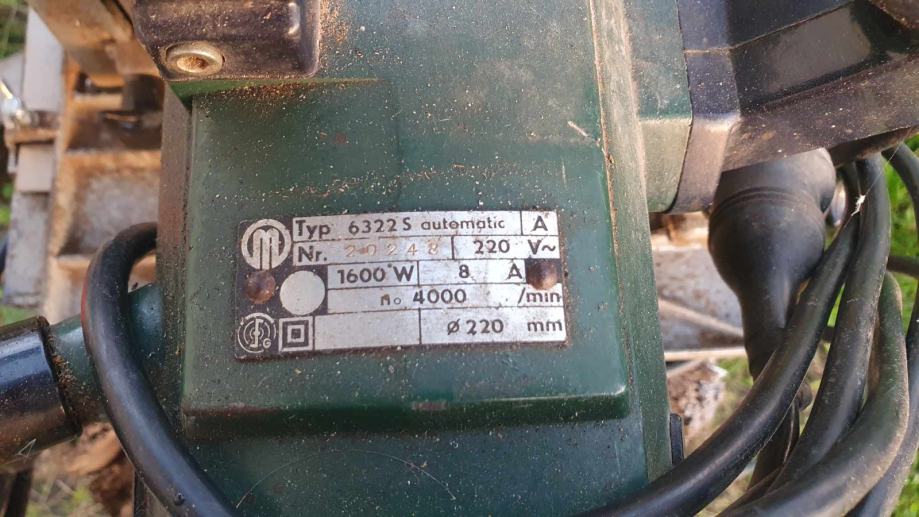 M Typ 6322 S automatic A
Nr. 20248 220 V~
1600 W 8 A
n₀ 4000 /min
ø 220 mm